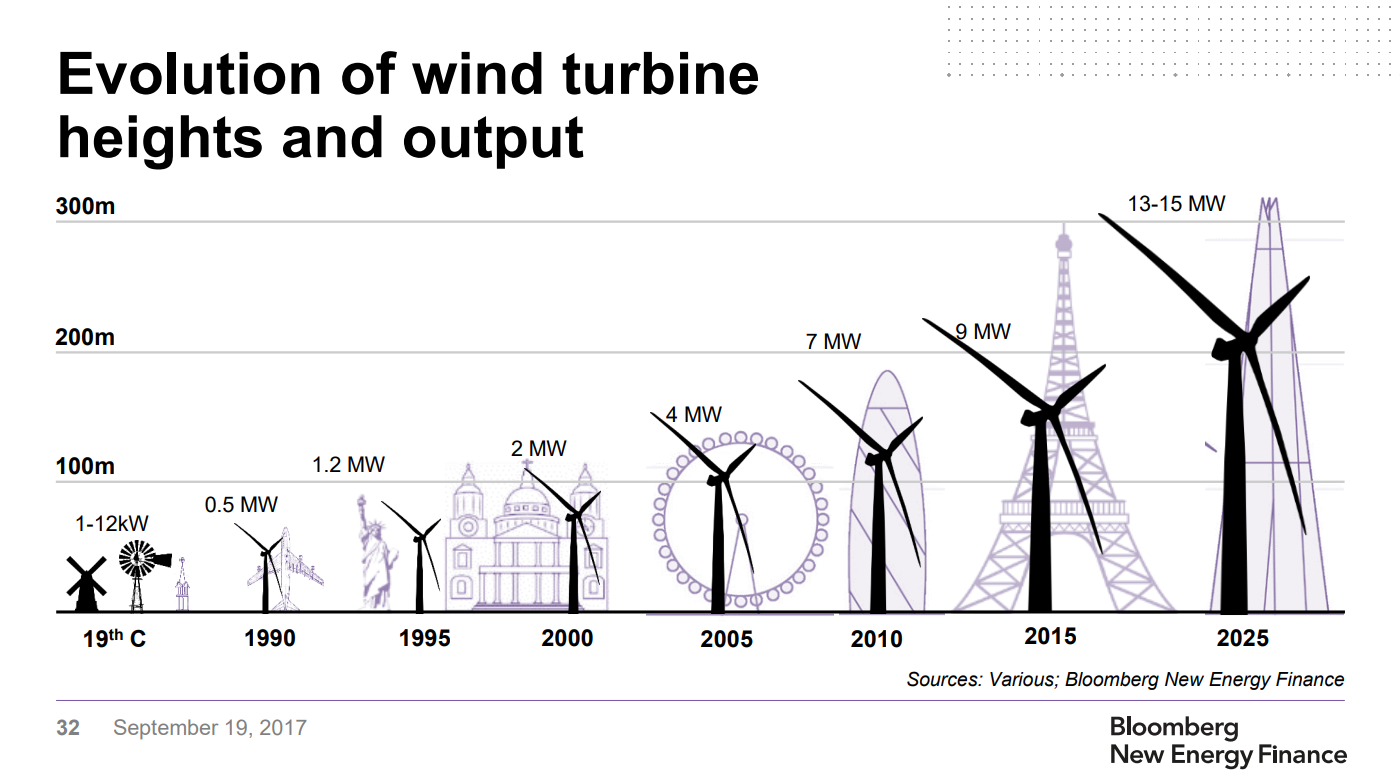 Evolution of wind turbine
heights and output
300m
13-15 MW
200m
9 MW
7 MW
100m
4 MW
2 MW
1.2 MW
0.5 MW
1-12kW
19th C 1990 1995 2000 2005 2010 2015 2025
Sources: Various; Bloomberg New Energy Finance
32 September 19, 2017
Bloomberg
New Energy Finance